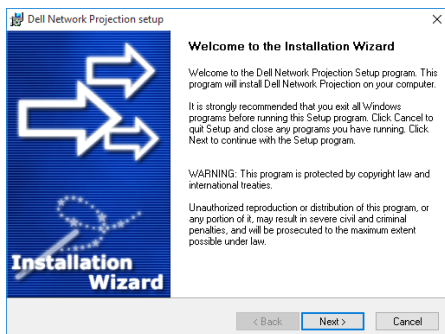 Dell Network Projection setup
Welcome to the Installation Wizard
Welcome to the Dell Network Projection Setup program. This
program will install Dell Network Projection on your computer.
It is strongly recommended that you exit all Windows
programs before running this Setup program. Click Cancel to
quit Setup and close any programs you have running. Click
Next to continue with the Setup program.
WARNING: This program is protected by copyright law and
international treaties.
Unauthorized reproduction or distribution of this program, or
any portion of it, may result in severe civil and criminal
penalties, and will be prosecuted to the maximum extent
possible under law.
Installation
Wizard
< Back
Next >
Cancel